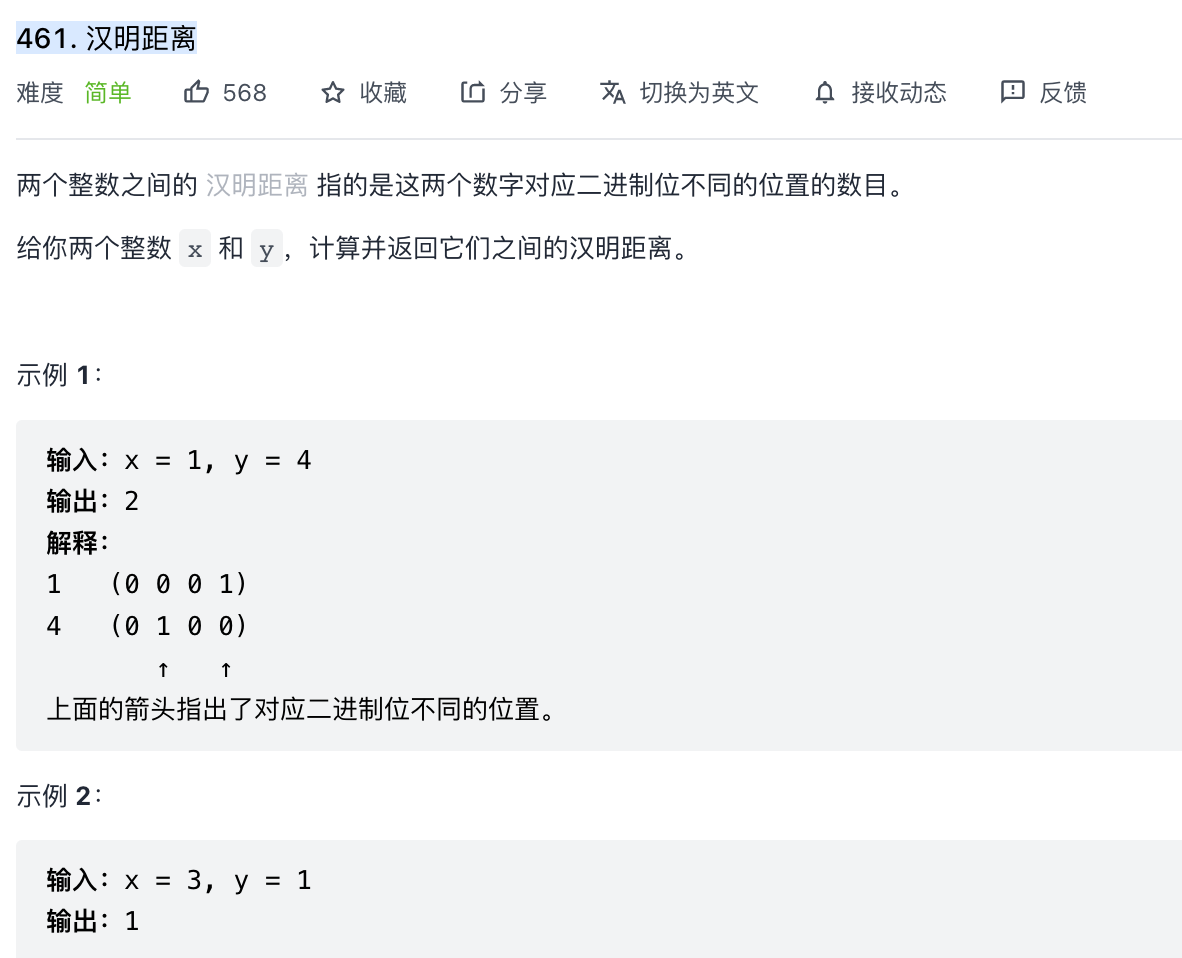 461. 汉明距离
难度 简单 568 收藏 分享 切换为英文 接收动态 反馈
两个整数之间的 汉明距离 指的是这两个数字对应二进制位不同的位置的数目。
给你两个整数 x 和 y，计算并返回它们之间的汉明距离。
示例 1：
输入：x = 1, y = 4
输出：2
解释：
1   (0 0 0 1)
4   (0 1 0 0)
       ↑   ↑
上面的箭头指出了对应二进制位不同的位置。
示例 2：
输入：x = 3, y = 1
输出：1